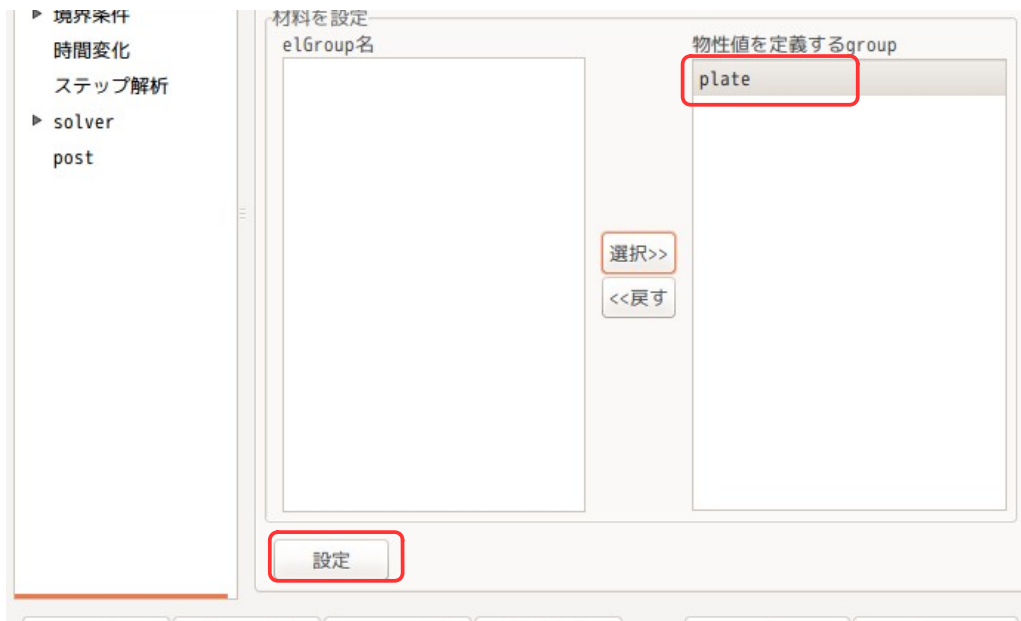 境界条件
時間変化
ステップ解析
solver
post
材料を設定
elGroup名
物性値を定義するgroup
plate
選択>>
<<戻す
設定